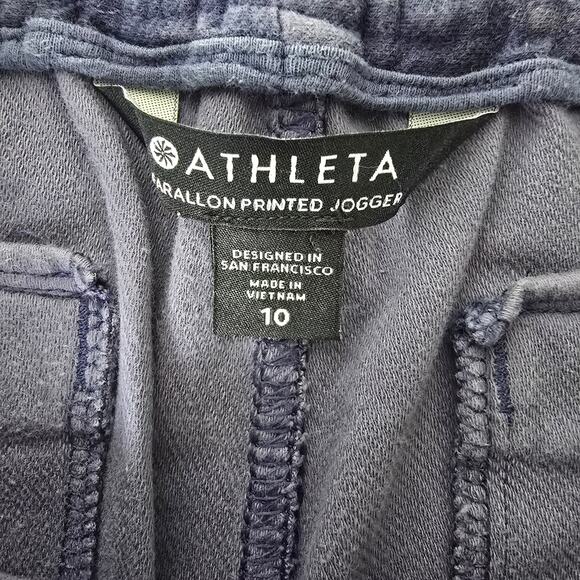 ATHLETA
ARALLON PRINTED JOGGER
DESIGNED IN
SAN FRANCISCO
MADE IN
VIETNAM
10